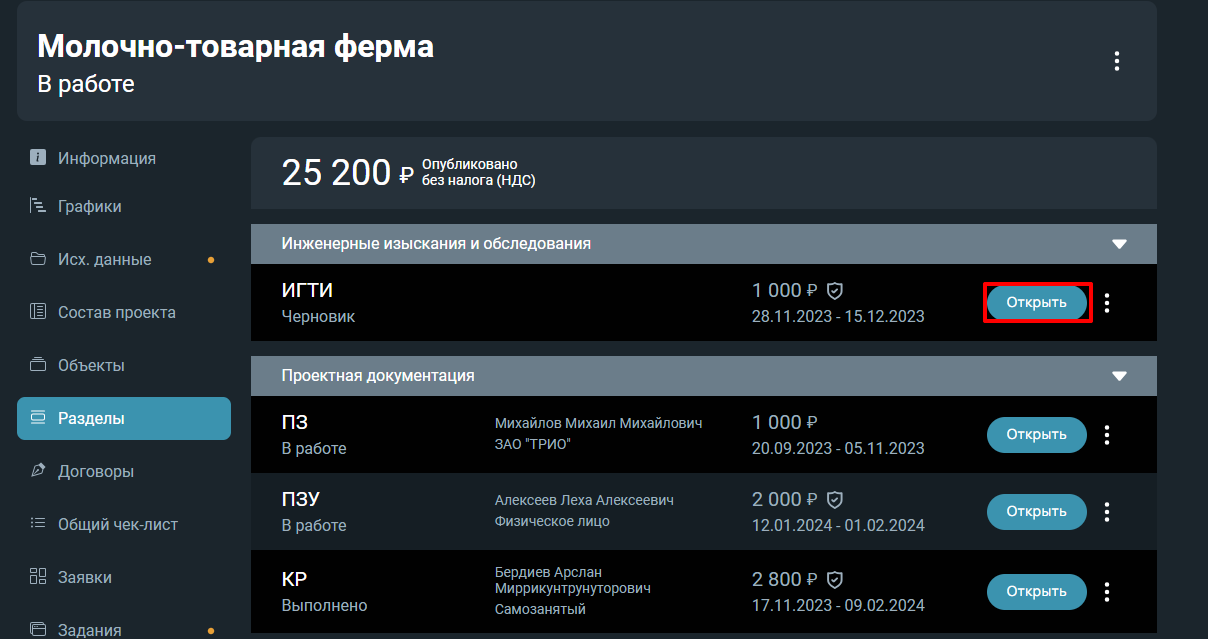 Молочно-товарная ферма
В работе
Информация
Графики
Исх. данные
Состав проекта
Объекты
Разделы
Договоры
Общий чек-лист
Заявки
Задания
25 200 ₽ Опубликовано
без налога (НДС)
Инженерные изыскания и обследования
ИГТИ 1 000 ₽ Открыть
Черновик 28.11.2023 - 15.12.2023
Проектная документация
ПЗ Михайлов Михаил Михайлович 1 000 ₽ Открыть
В работе ЗАО "ТРИО" 20.09.2023 - 05.11.2023
ПЗУ Алексеев Леха Алексеевич 2 000 ₽ Открыть
В работе Физическое лицо 12.01.2024 - 01.02.2024
КР Бердиев Арслан 2 800 ₽ Открыть
Миррикунтрунуторович
Выполнено Самозанятый 17.11.2023 - 09.02.2024